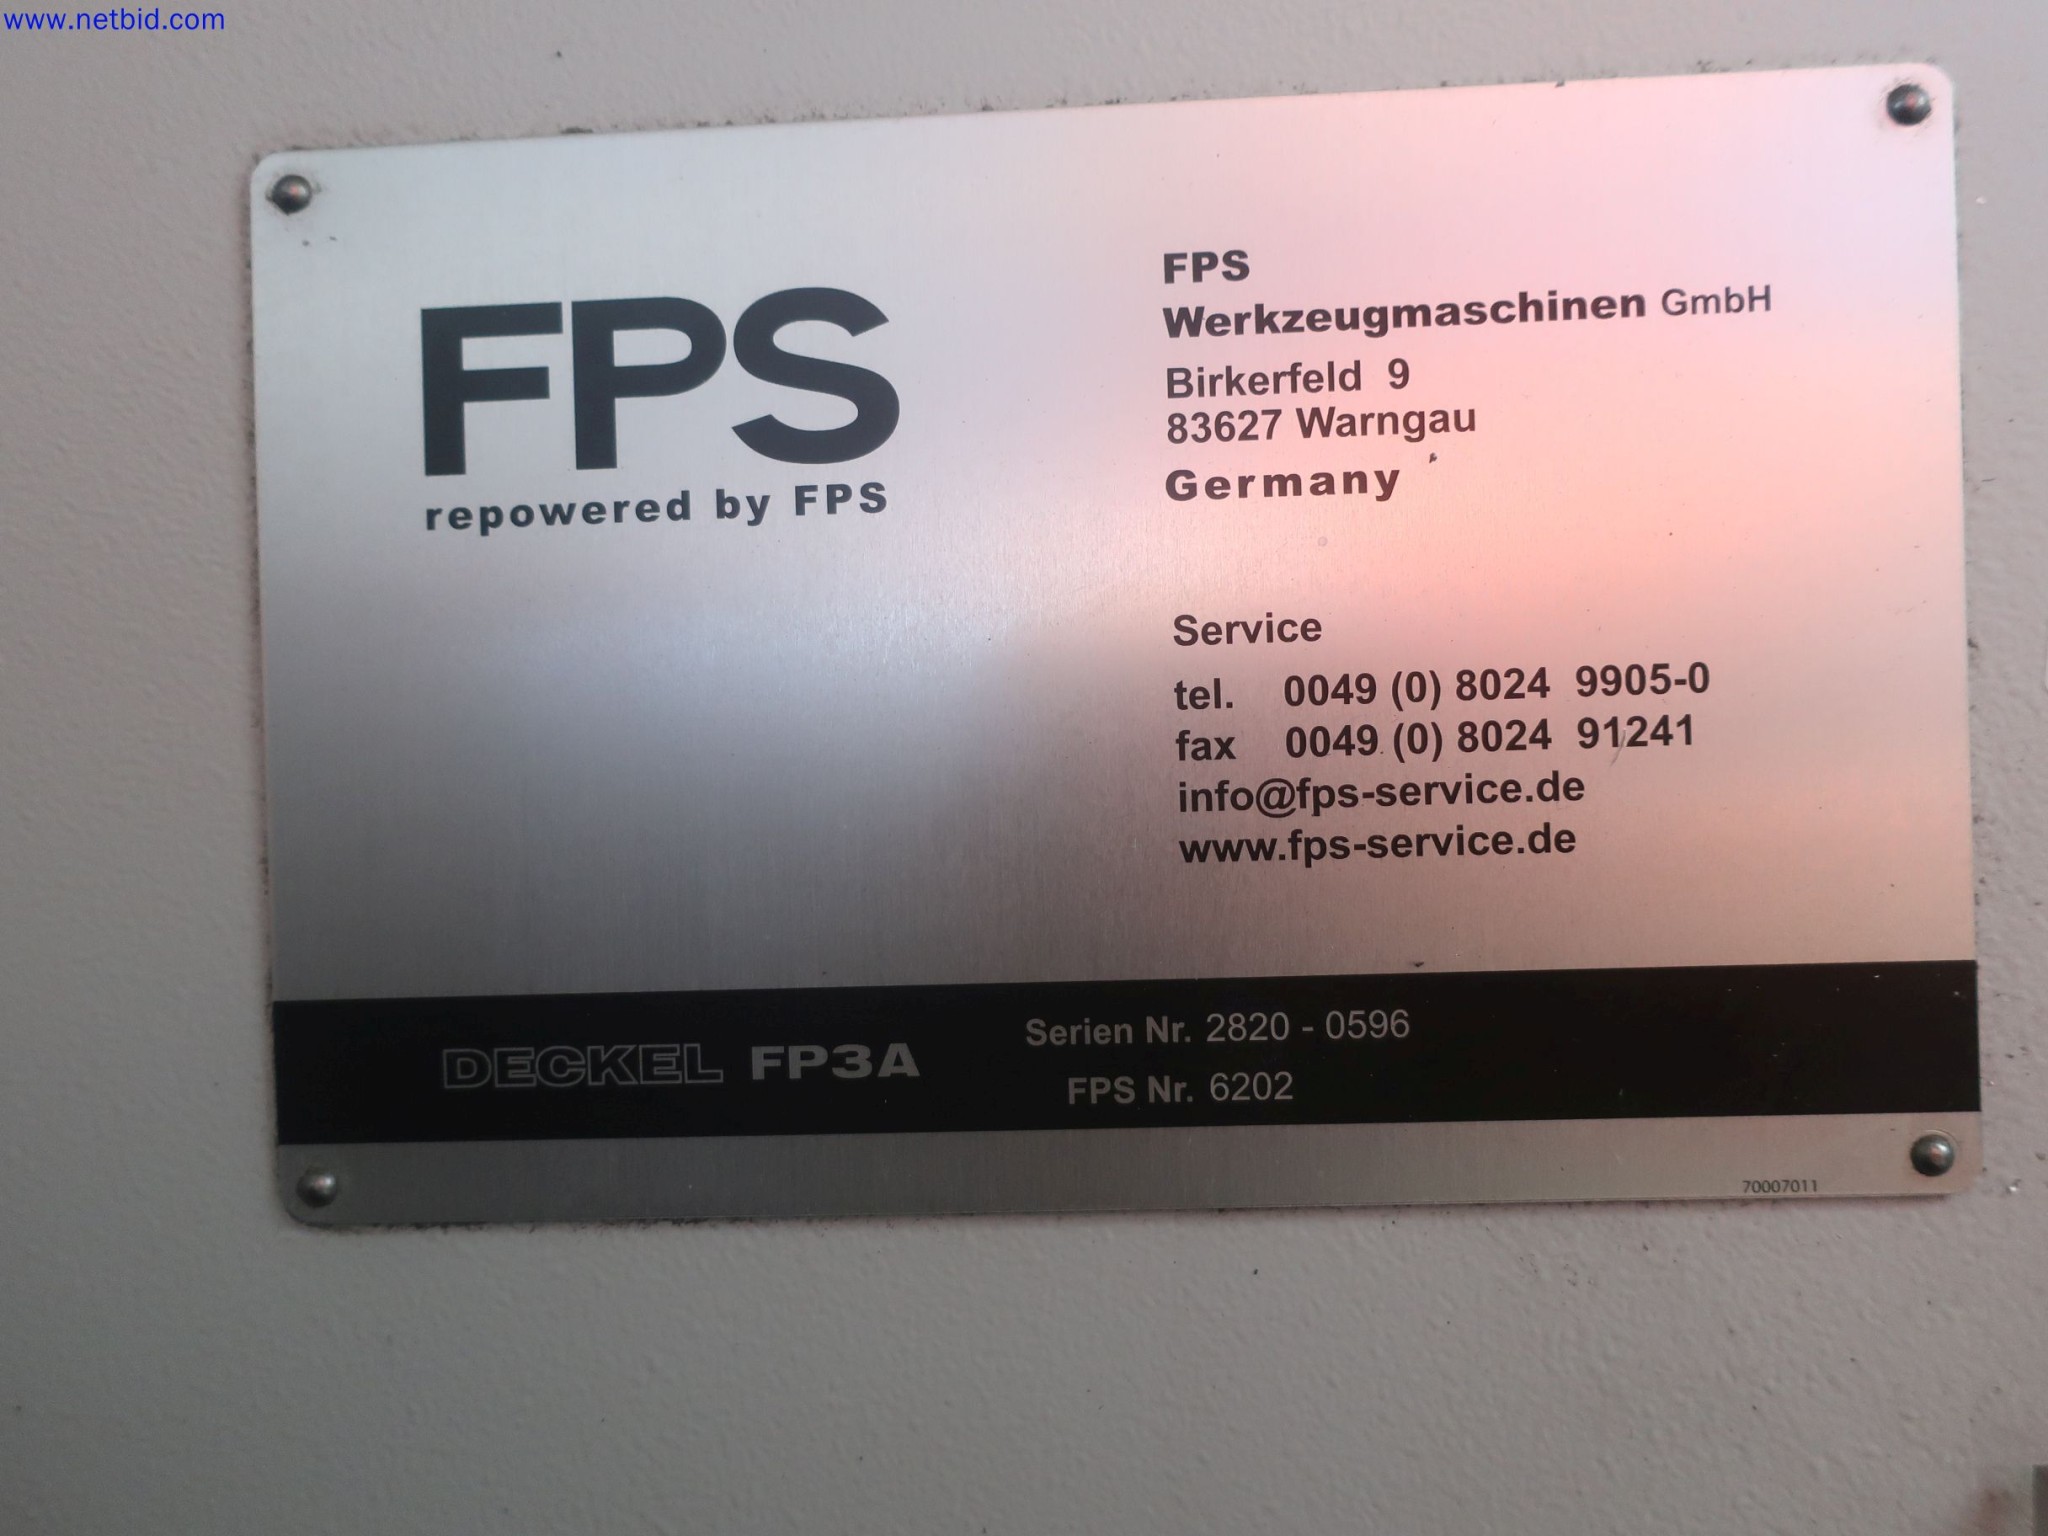 www.netbid.com
FPS
repowered by FPS
FPS
Werkzeugmaschinen GmbH
Birkerfeld 9
83627 Warngau
Germany
Service
tel. 0049 (0) 8024 9905-0
fax 0049 (0) 8024 91241
info@fps-service.de
www.fps-service.de
DECKEL FP3A
Serien Nr. 2820 - 0596
FPS Nr. 6202
70007011